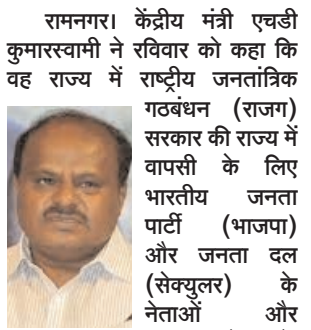 रामनगर। केंद्रीय मंत्री एचडी
कुमारस्वामी ने रविवार को कहा कि
वह राज्य में राष्ट्रीय जनतांत्रिक
गठबंधन (राजग)
सरकार की राज्य में
वापसी के लिए
भारतीय जनता
पार्टी (भाजपा)
और जनता दल
(सेक्युलर) के
नेताओं और